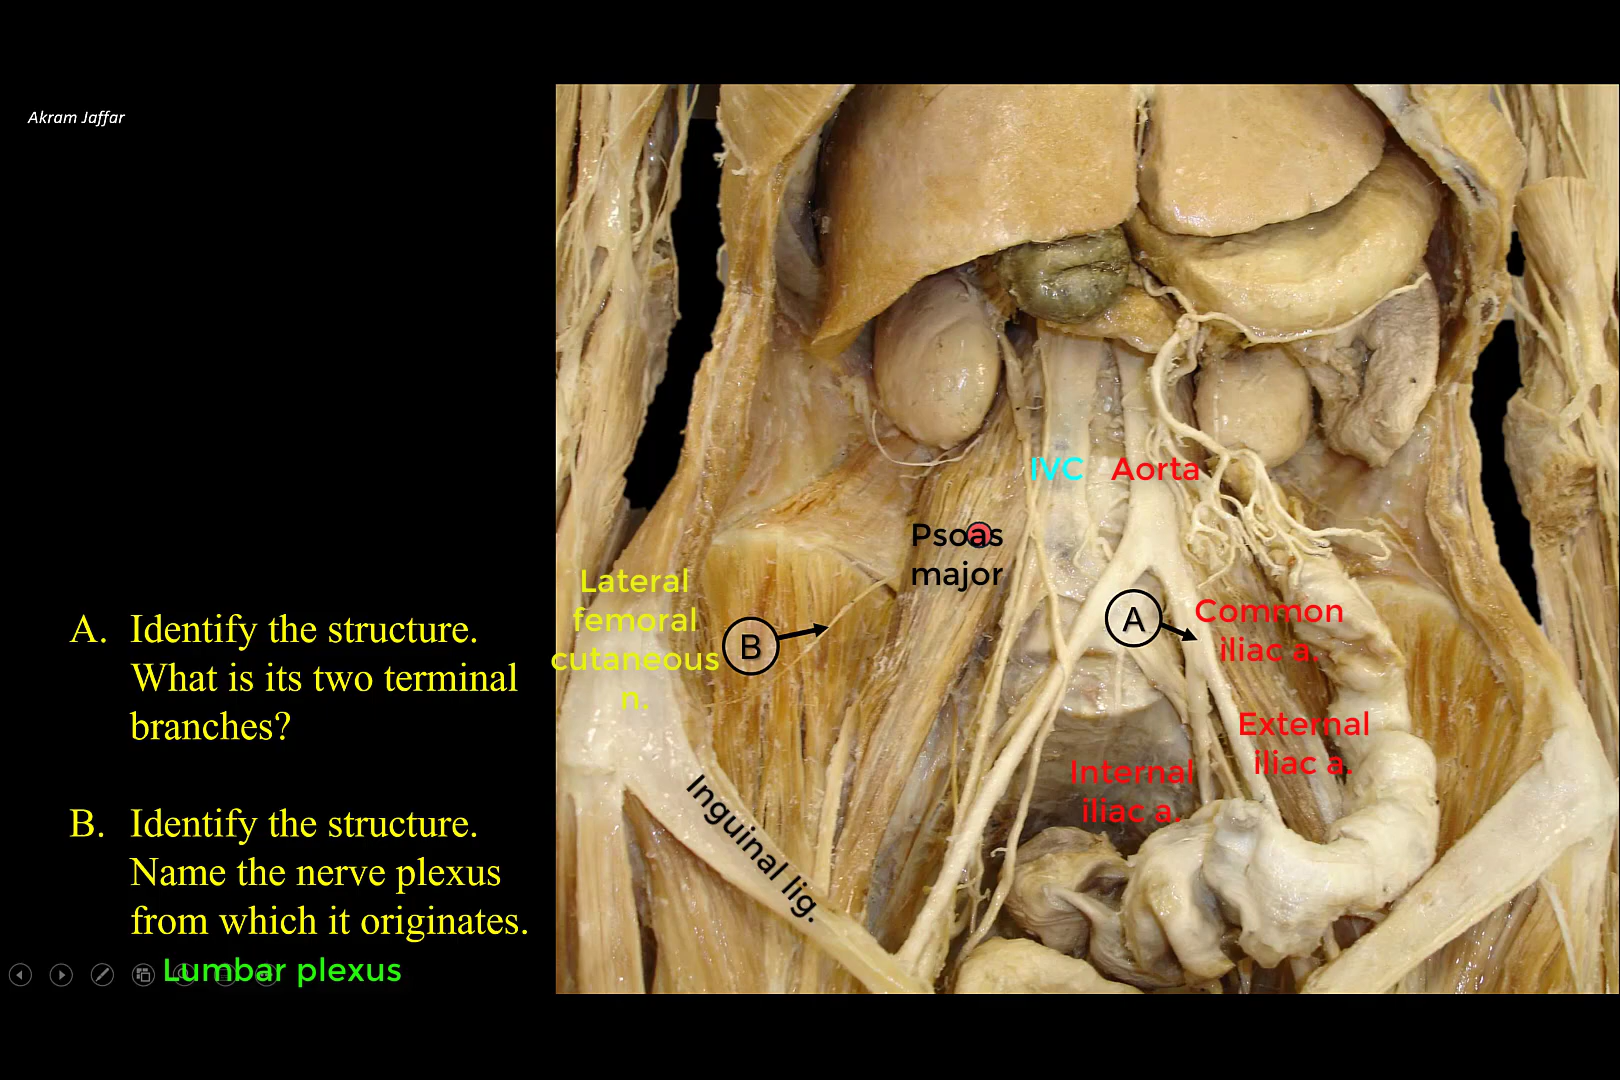 Akram Jaffar
IVC
Aorta
Psoas
major
Lateral
femoral
cutaneous
n.
B
A
Common
iliac a.
External
iliac a.
Internal
iliac a.
Inguinal lig.
A. Identify the structure.
What is its two terminal
branches?
B. Identify the structure.
Name the nerve plexus
from which it originates.
Lumbar plexus